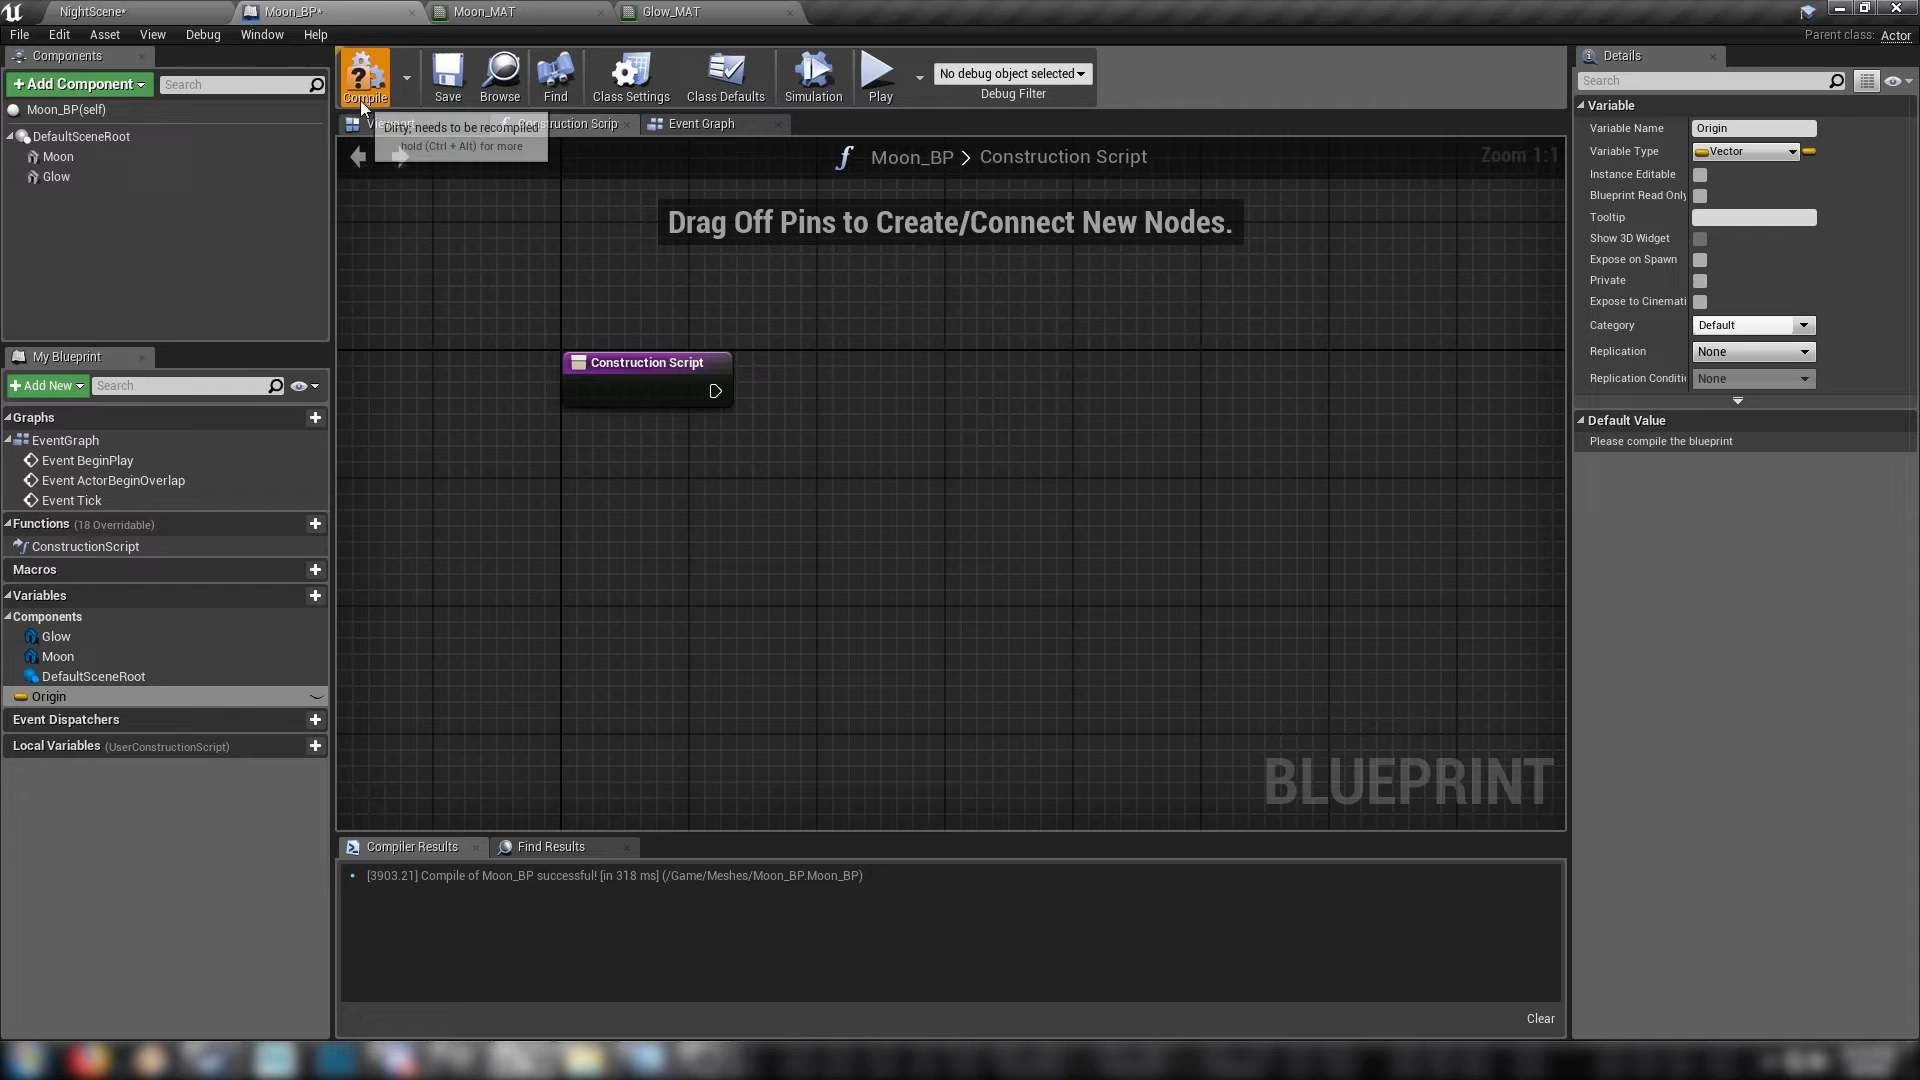 NightScene*
Moon_BP*
Moon_MAT
Glow_MAT
File Edit Asset View Debug Window Help
Parent class: Actor
Components
+Add Component
Search
Moon_BP(self)
DefaultSceneRoot
Moon
Glow
My Blueprint
+Add New
Search
Graphs
EventGraph
Event BeginPlay
Event ActorBeginOverlap
Event Tick
Functions (18 Overridable)
ConstructionScript
Macros
Variables
Components
Glow
Moon
DefaultSceneRoot
Origin
Event Dispatchers
Local Variables (UserConstructionScript)
Compile
Save
Browse
Find
Class Settings
Class Defaults
Simulation
Play
No debug object selected
Debug Filter
Dirty; needs to be recompiled
hold (Ctrl + Alt) for more
Construction Scrip
Event Graph
Moon_BP > Construction Script
Zoom 1:1
Drag Off Pins to Create/Connect New Nodes.
Construction Script
BLUEPRINT
Compiler Results
Find Results
[3903.21] Compile of Moon_BP successful! [in 318 ms] (/Game/Meshes/Moon_BP.Moon_BP)
Clear
Details
Search
Variable
Variable Name Origin
Variable Type Vector
Instance Editable
Blueprint Read Only
Tooltip
Show 3D Widget
Expose on Spawn
Private
Expose to Cinemati
Category Default
Replication None
Replication Conditi None
Default Value
Please compile the blueprint